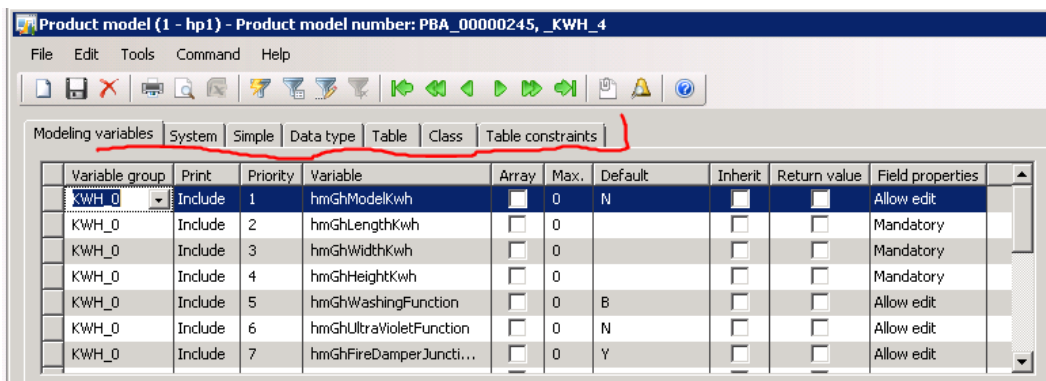 Product model (1 - hp1) - Product model number: PBA_00000245, _KWH_4
File Edit Tools Command Help
Modeling variables System Simple Data type Table Class Table constraints
Variable group Print Priority Variable Array Max. Default Inherit Return value Field properties
KWH_0 Include 1 hmGhModelKwh 0 N Allow edit
KWH_0 Include 2 hmGhLengthKwh 0 Mandatory
KWH_0 Include 3 hmGhWidthKwh 0 Mandatory
KWH_0 Include 4 hmGhHeightKwh 0 Mandatory
KWH_0 Include 5 hmGhWashingFunction 0 B Allow edit
KWH_0 Include 6 hmGhUltraVioletFunction 0 N Allow edit
KWH_0 Include 7 hmGhFireDamperJuncti... 0 Y Allow edit